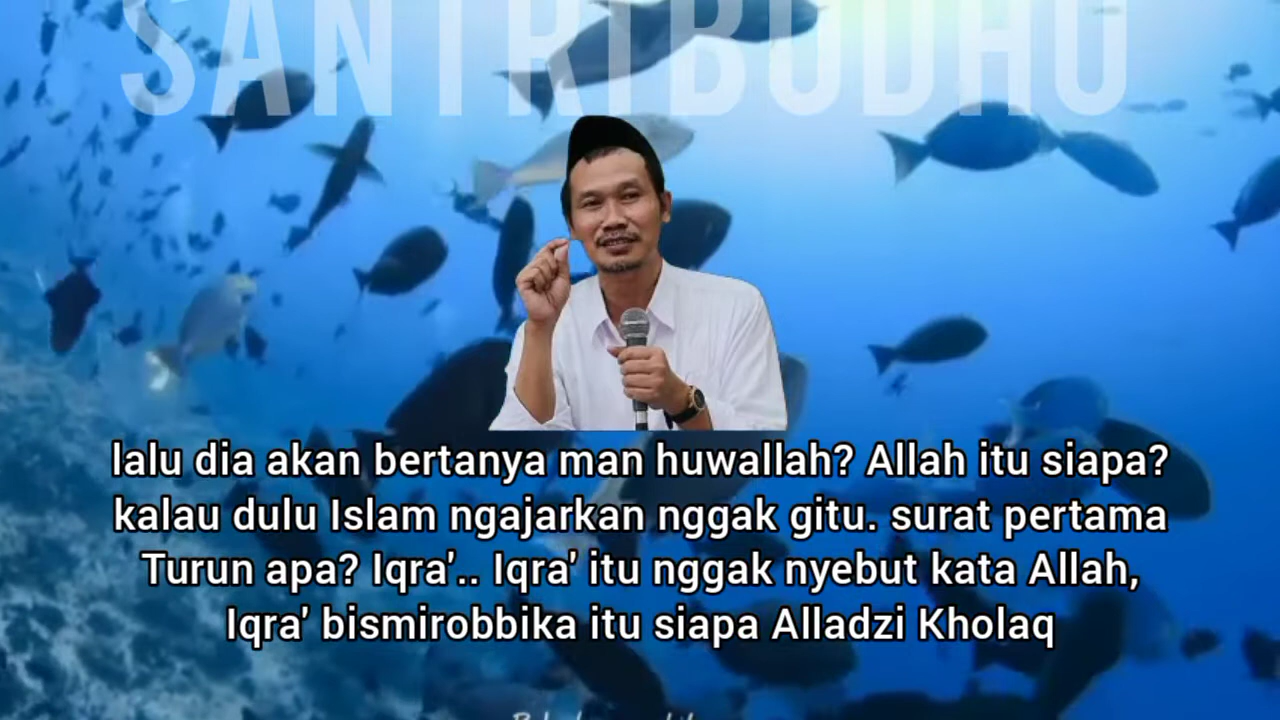 SANTRIBUDHU
lalu dia akan bertanya man huwallah? Allah itu siapa?
kalau dulu Islam ngajarkan nggak gitu. surat pertama
Turun apa? Iqra'.. Iqra' itu nggak nyebut kata Allah,
Iqra' bismirobbika itu siapa Alladzi Kholaq